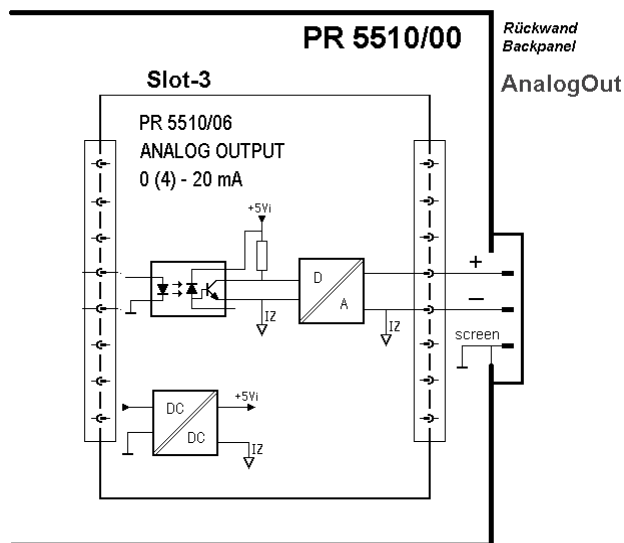 PR 5510/00
Rückwand
Backpanel
AnalogOut
Slot-3
PR 5510/06
ANALOG OUTPUT
0 (4) - 20 mA
+5Vi
D
A
IZ
IZ
+
−
screen
DC
DC
+5Vi
IZ